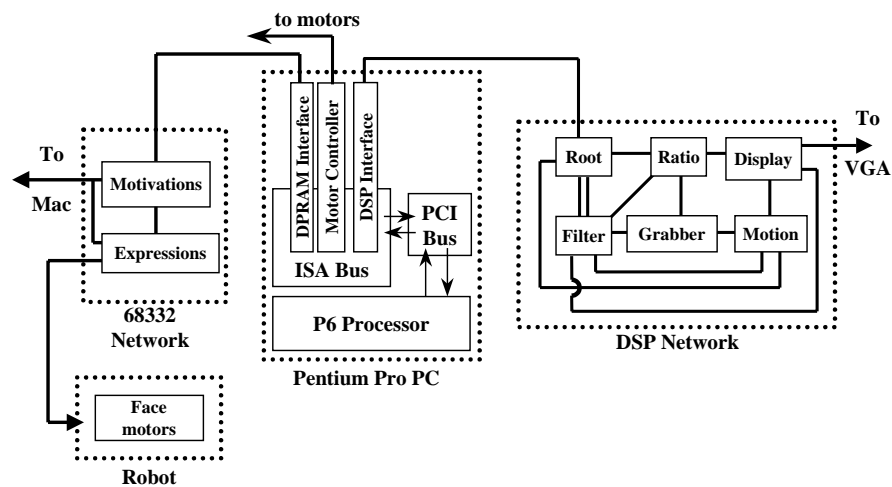 to motors
To
Mac
Motivations
Expressions
68332
Network
Face
motors
Robot
DPRAM Interface
Motor Controller
DSP Interface
ISA Bus
PCI
Bus
P6 Processor
Pentium Pro PC
Root
Ratio
Display
Filter
Grabber
Motion
To
VGA
DSP Network